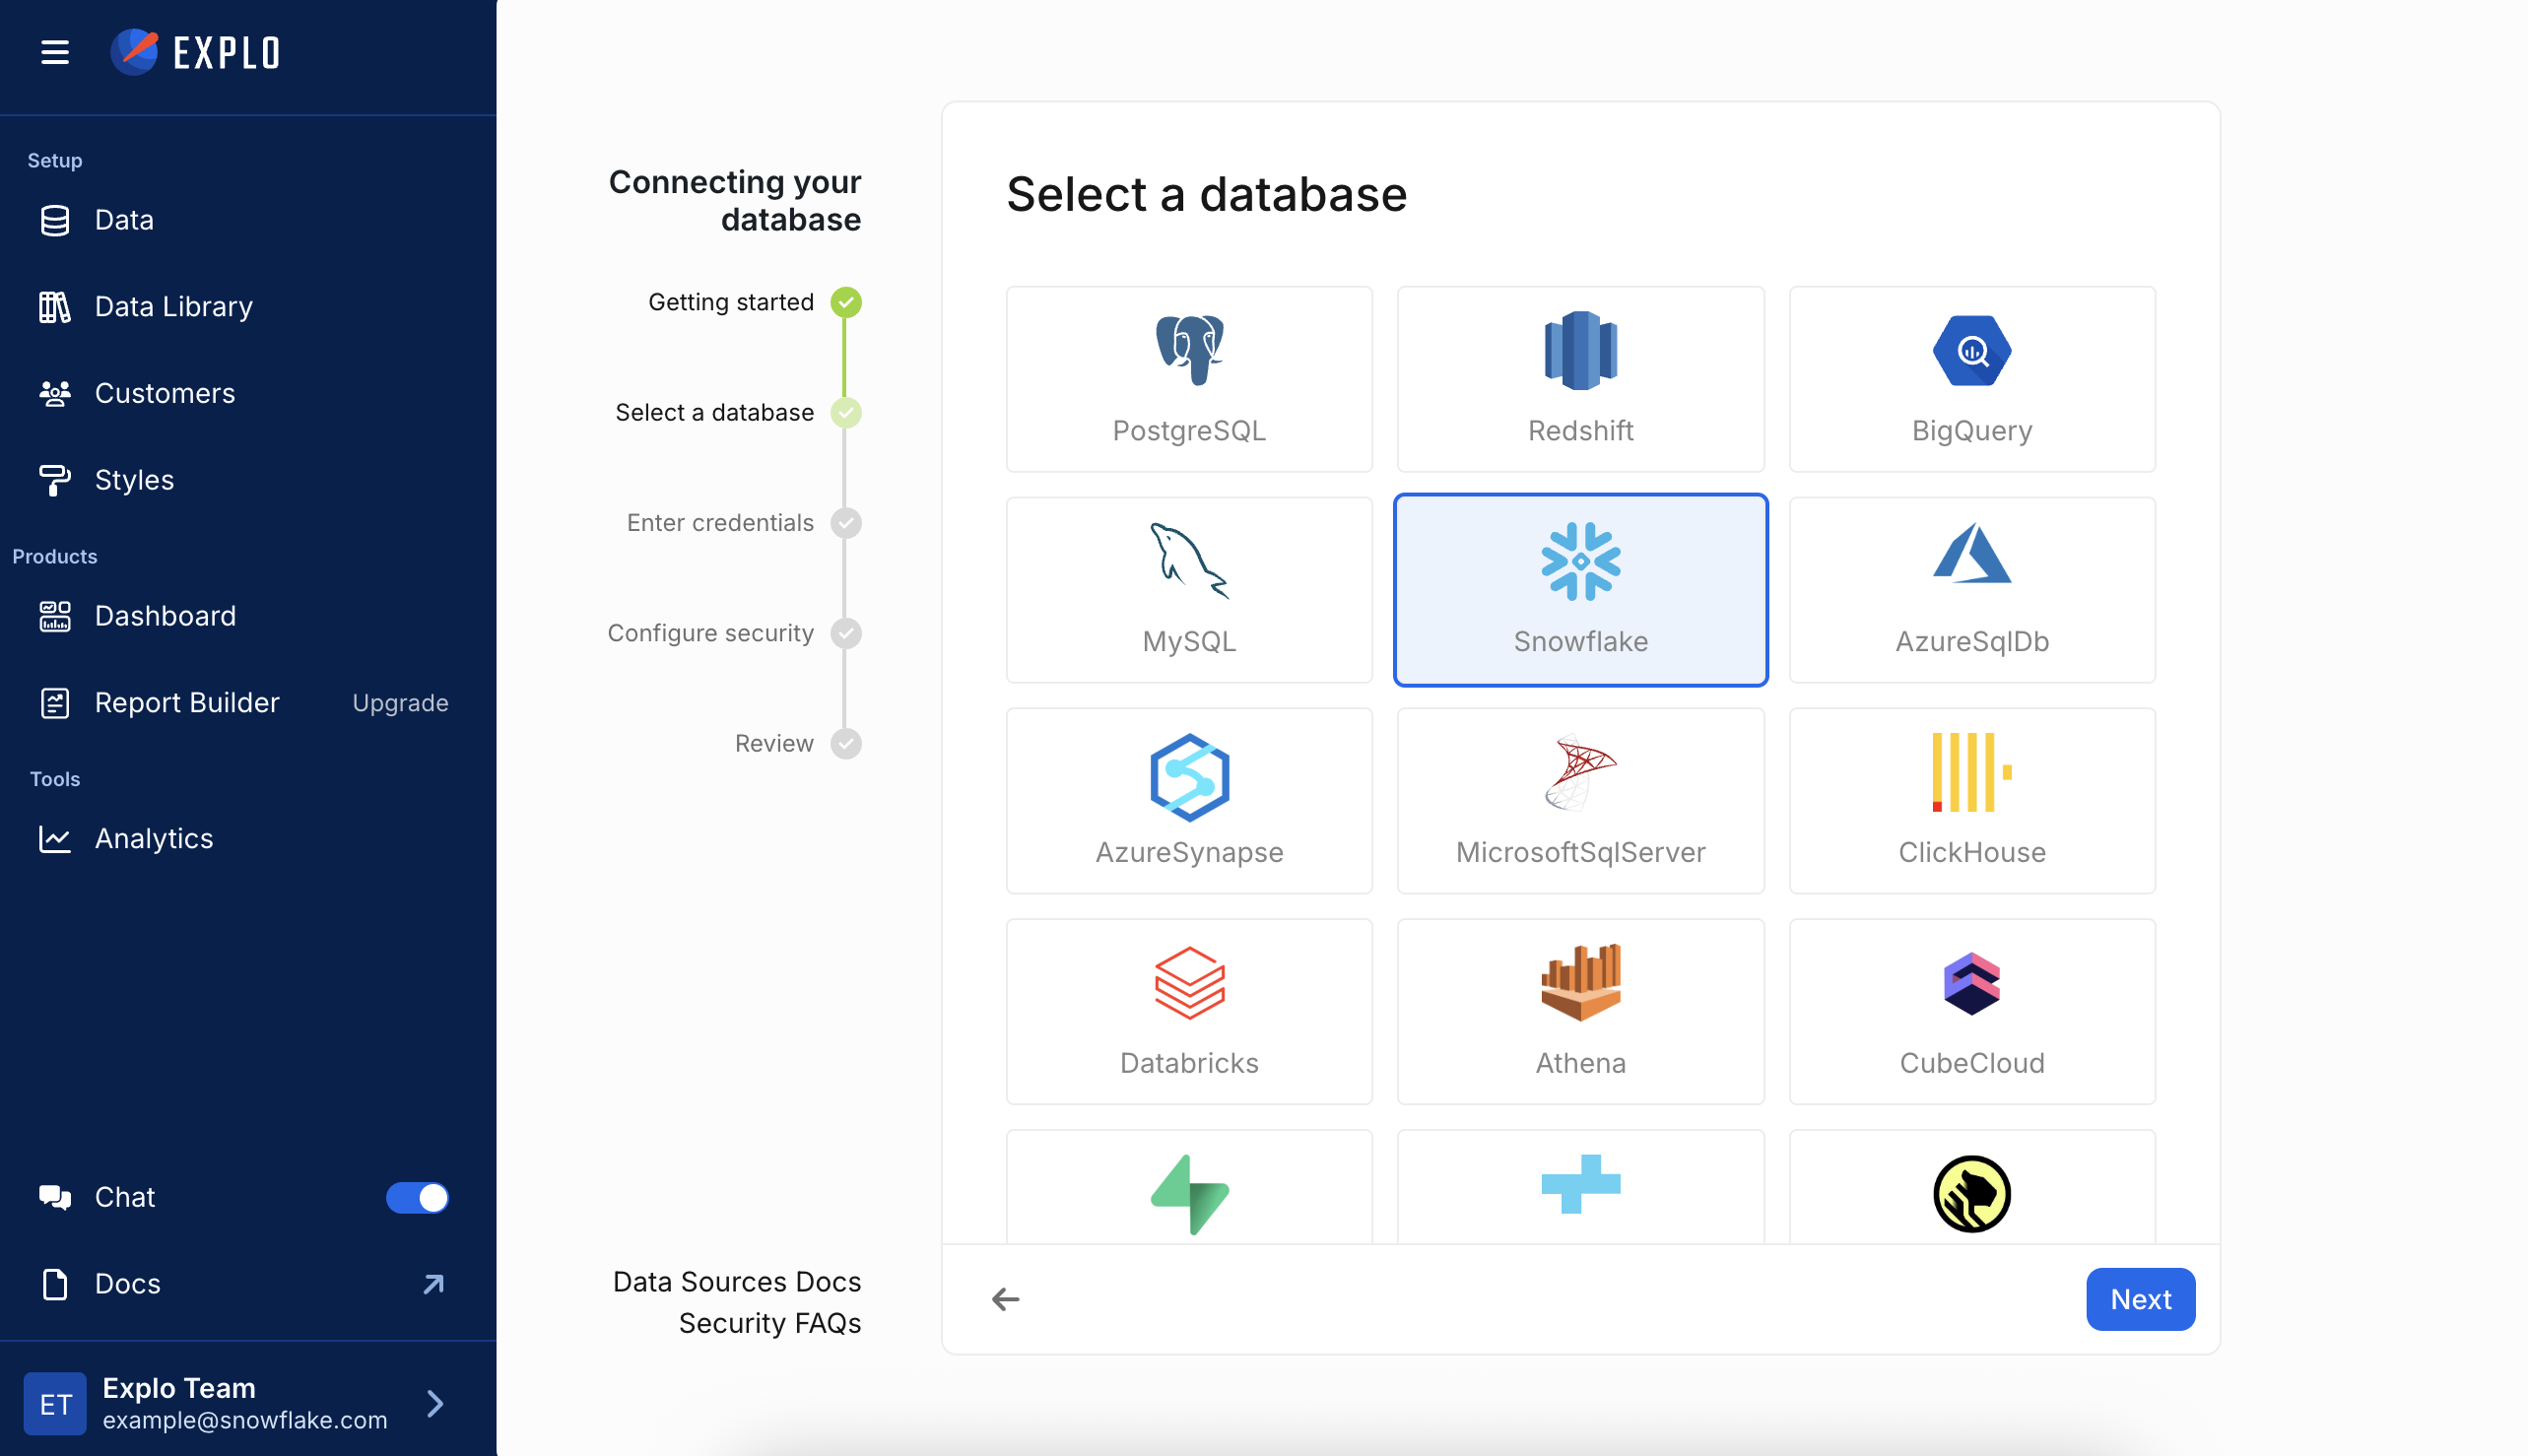 EXPLO
Setup
Data
Data Library
Customers
Styles
Products
Dashboard
Report Builder Upgrade
Tools
Analytics
Chat
Docs
ET
Explo Team
example@snowflake.com
Connecting your
database
Getting started
Select a database
Enter credentials
Configure security
Review
Data Sources Docs
Security FAQs
Select a database
PostgreSQL
Redshift
BigQuery
MySQL
Snowflake
AzureSqlDb
AzureSynapse
MicrosoftSqlServer
ClickHouse
Databricks
Athena
CubeCloud
Next